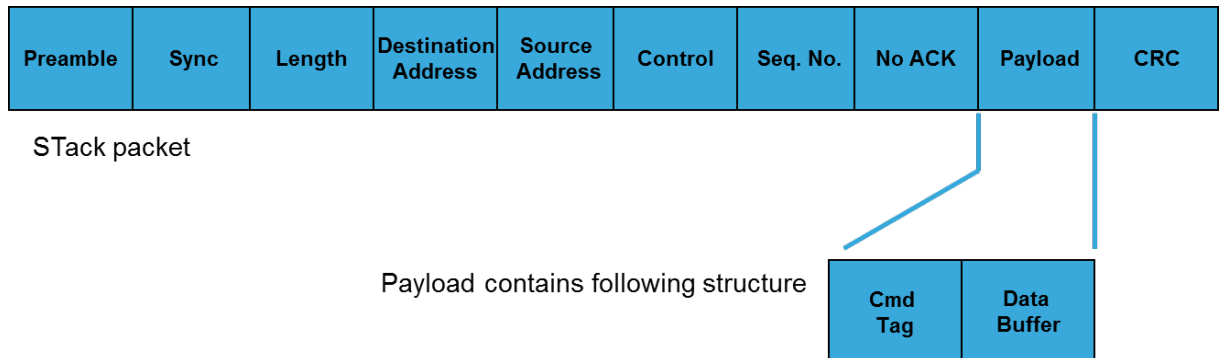 Preamble Sync Length Destination Address Source Address Control Seq. No. No ACK Payload CRC
STack packet
Payload contains following structure
Cmd Tag Data Buffer